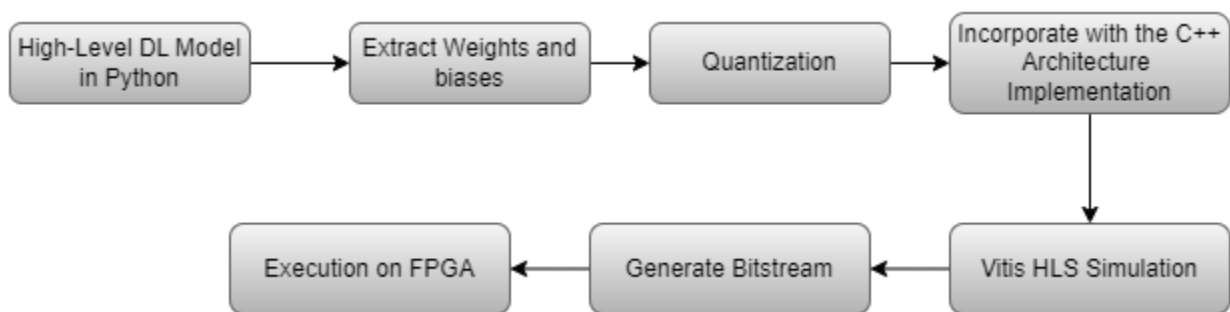 High-Level DL Model
in Python
Extract Weights and
biases
Quantization
Incorporate with the C++
Architecture
Implementation
Execution on FPGA
Generate Bitstream
Vitis HLS Simulation